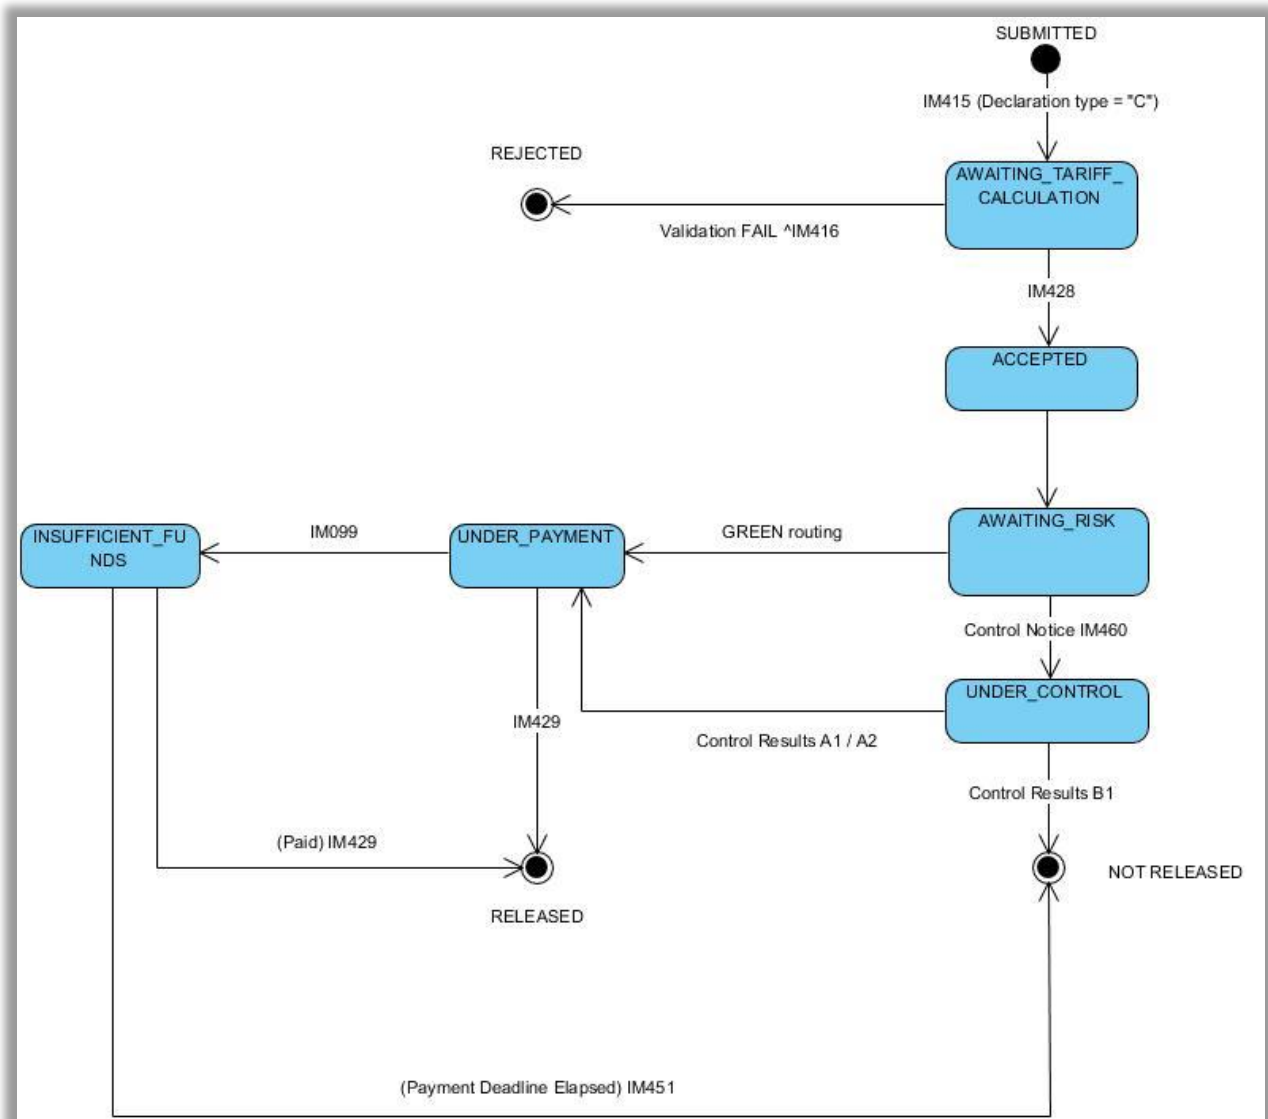 SUBMITTED
IM415 (Declaration type = "C")
REJECTED
AWAITING_TARIFF_
CALCULATION
Validation FAIL ^IM416
IM428
ACCEPTED
AWAITING_RISK
GREEN routing
UNDER_PAYMENT
IM099
INSUFFICIENT_FU
NDS
Control Notice IM460
UNDER_CONTROL
Control Results A1 / A2
IM429
Control Results B1
(Paid) IM429
RELEASED
NOT RELEASED
(Payment Deadline Elapsed) IM451